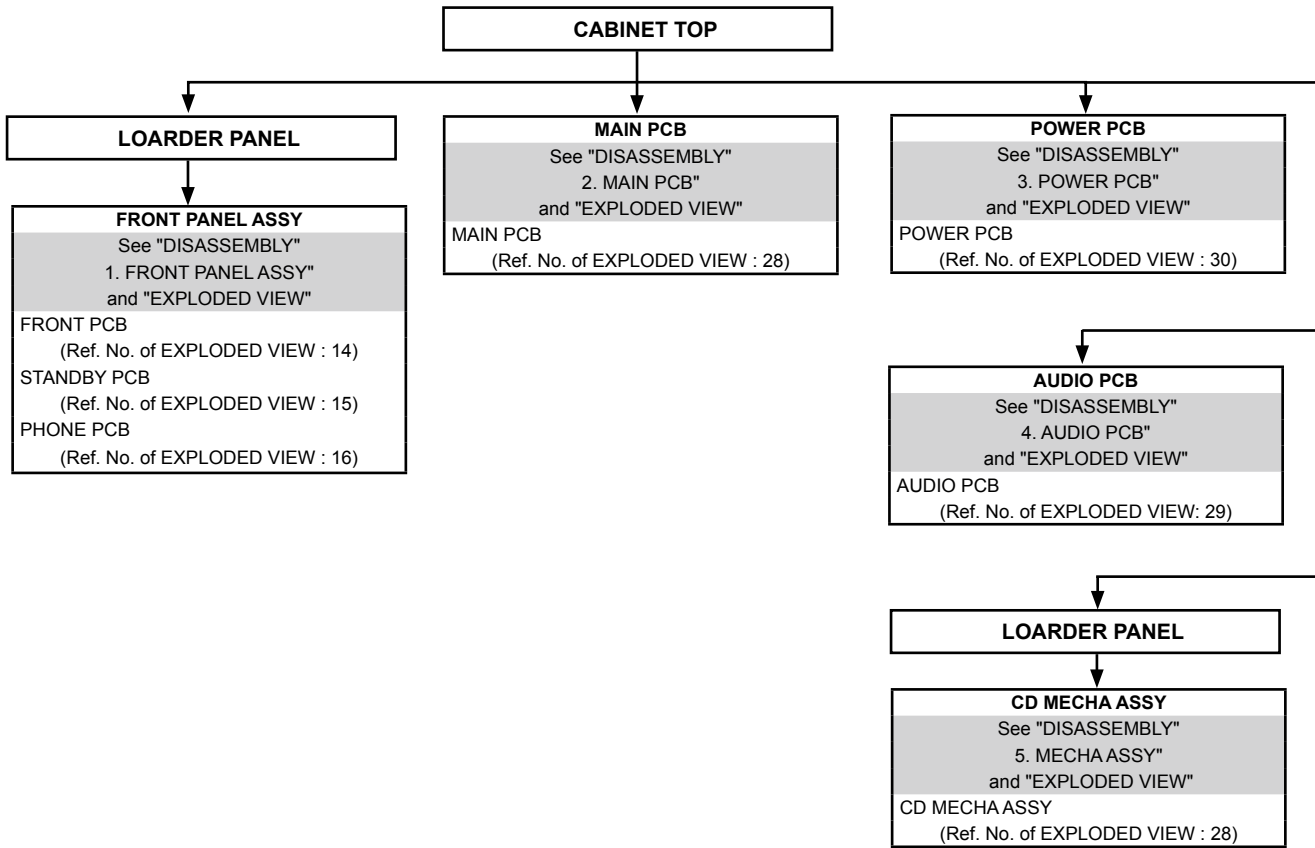 CABINET TOP
LOARDER PANEL
FRONT PANEL ASSY
See "DISASSEMBLY"
1. FRONT PANEL ASSY"
and "EXPLODED VIEW"
FRONT PCB
(Ref. No. of EXPLODED VIEW : 14)
STANDBY PCB
(Ref. No. of EXPLODED VIEW : 15)
PHONE PCB
(Ref. No. of EXPLODED VIEW : 16)
MAIN PCB
See "DISASSEMBLY"
2. MAIN PCB"
and "EXPLODED VIEW"
MAIN PCB
(Ref. No. of EXPLODED VIEW : 28)
POWER PCB
See "DISASSEMBLY"
3. POWER PCB"
and "EXPLODED VIEW"
POWER PCB
(Ref. No. of EXPLODED VIEW : 30)
AUDIO PCB
See "DISASSEMBLY"
4. AUDIO PCB"
and "EXPLODED VIEW"
AUDIO PCB
(Ref. No. of EXPLODED VIEW: 29)
LOARDER PANEL
CD MECHA ASSY
See "DISASSEMBLY"
5. MECHA ASSY"
and "EXPLODED VIEW"
CD MECHA ASSY
(Ref. No. of EXPLODED VIEW : 28)